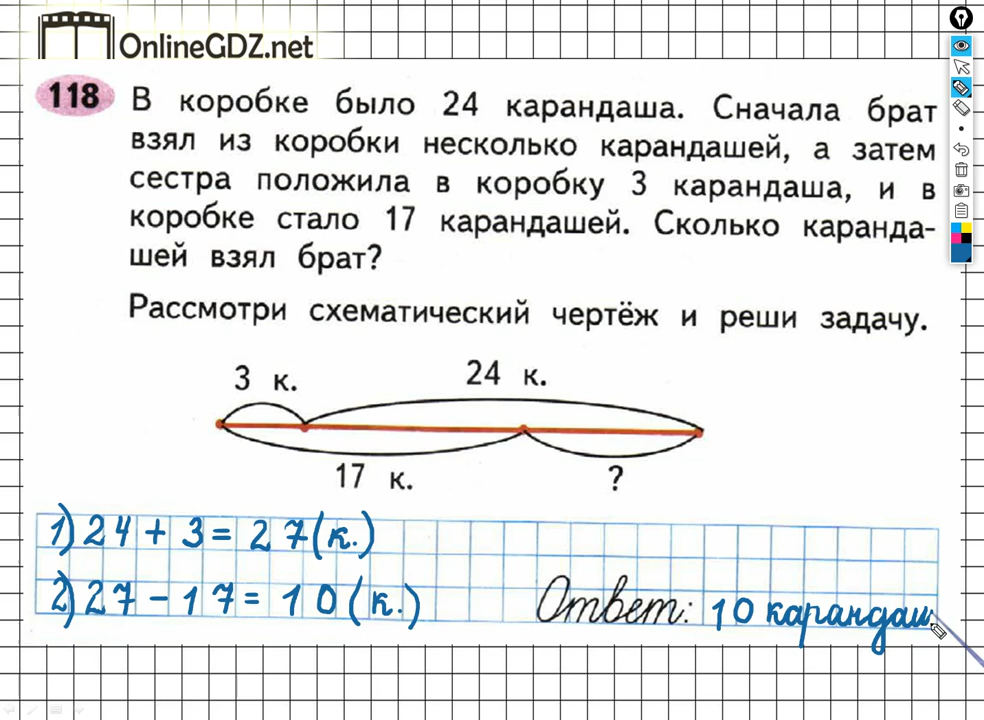 OnlineGDZ.net
118 В коробке было 24 карандаша. Сначала брат
взял из коробки несколько карандашей, а затем
сестра положила в коробку 3 карандаша, и в
коробке стало 17 карандашей. Сколько каранда-
шей взял брат?
Рассмотри схематический чертёж и реши задачу.
3 к. 24 к.
17 к. ?
1) 24 + 3 = 27 (к.)
2) 27 - 17 = 10 (к.) Ответ: 10 карандаш